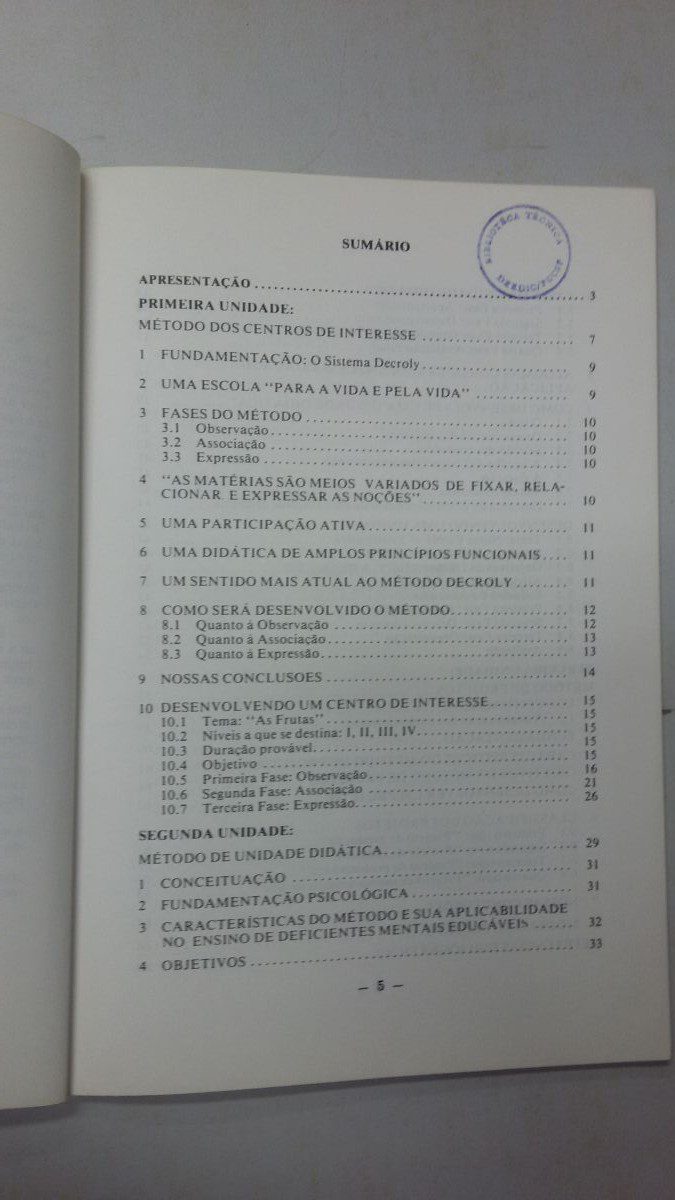 SUMÁRIO
BIBLIOTECA TÉCNICA
DERDIC/PUCSP
APRESENTAÇÃO ........ 3
PRIMEIRA UNIDADE:
MÉTODO DOS CENTROS DE INTERESSE ........ 7
1 FUNDAMENTAÇÃO: O Sistema Decroly ........ 9
2 UMA ESCOLA "PARA A VIDA E PELA VIDA" ........ 9
3 FASES DO MÉTODO ........ 10
3.1 Observação ........ 10
3.2 Associação ........ 10
3.3 Expressão ........ 10
4 "AS MATÉRIAS SÃO MEIOS VARIADOS DE FIXAR, RELA-
CIONAR E EXPRESSAR AS NOÇÕES" ........ 10
5 UMA PARTICIPAÇÃO ATIVA ........ 11
6 UMA DIDÁTICA DE AMPLOS PRINCÍPIOS FUNCIONAIS .... 11
7 UM SENTIDO MAIS ATUAL AO MÉTODO DECROLY ........ 11
8 COMO SERÁ DESENVOLVIDO O MÉTODO ........ 12
8.1 Quanto à Observação ........ 12
8.2 Quanto à Associação ........ 13
8.3 Quanto à Expressão ........ 13
9 NOSSAS CONCLUSOES ........ 14
10 DESENVOLVENDO UM CENTRO DE INTERESSE ........ 15
10.1 Tema: "As Frutas" ........ 15
10.2 Níveis a que se destina: I, II, III, IV ........ 15
10.3 Duração provável ........ 15
10.4 Objetivo ........ 15
10.5 Primeira Fase: Observação ........ 16
10.6 Segunda Fase: Associação ........ 21
10.7 Terceira Fase: Expressão ........ 26
SEGUNDA UNIDADE:
MÉTODO DE UNIDADE DIDÁTICA ........ 29
1 CONCEITUAÇÃO ........ 31
2 FUNDAMENTAÇÃO PSICOLÓGICA ........ 31
3 CARACTERÍSTICAS DO MÉTODO E SUA APLICABILIDADE
NO ENSINO DE DEFICIENTES MENTAIS EDUCÁVEIS ...... 32
4 OBJETIVOS ........ 33
— 5 —